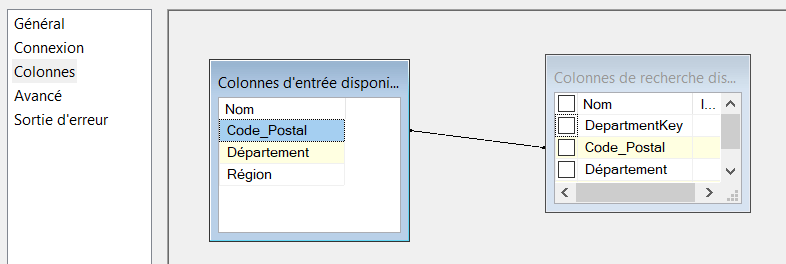 Général
Connexion
Colonnes
Avancé
Sortie d'erreur
Colonnes d'entrée disponi...
Nom
Code_Postal
Département
Région
Colonnes de recherche dis...
Nom I...
DepartmentKey
Code_Postal
Département